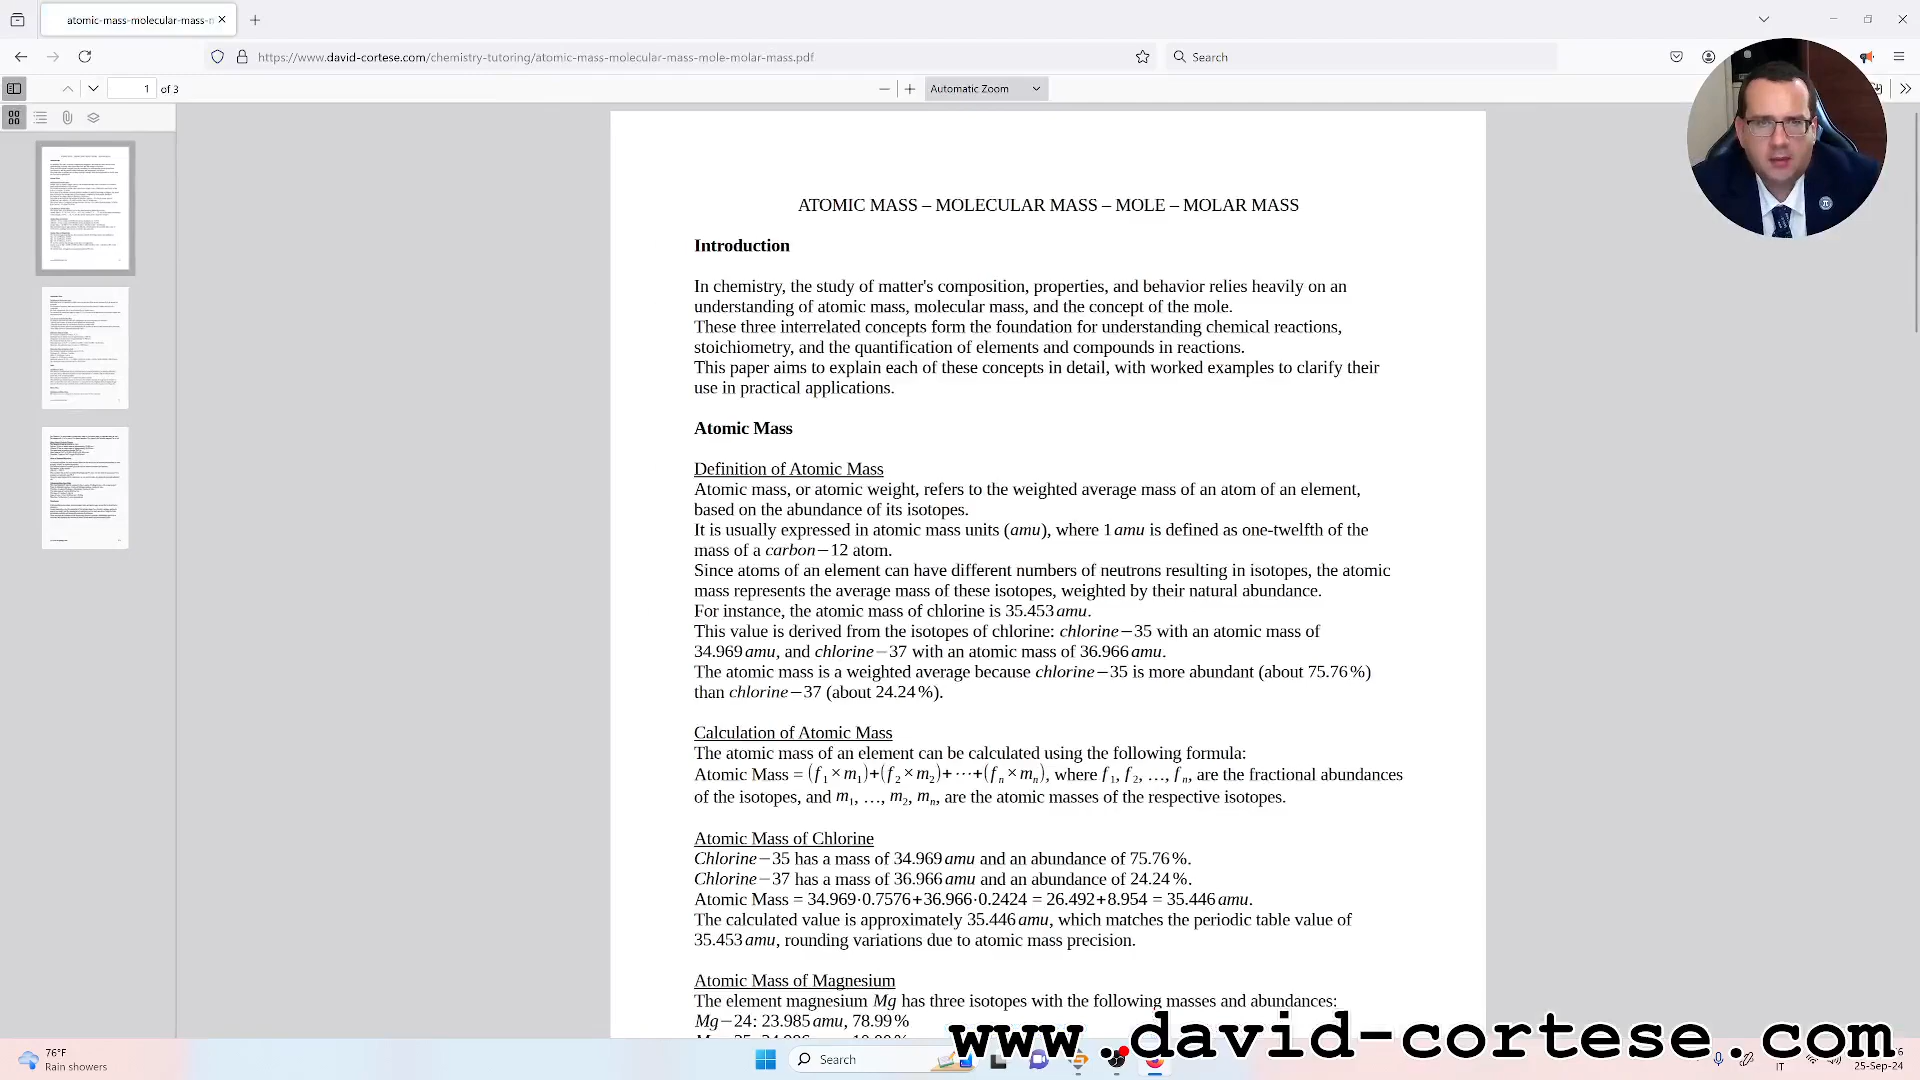 atomic-mass-molecular-mass-m
https://www.david-cortese.com/chemistry-tutoring/atomic-mass-molecular-mass-mole-molar-mass.pdf
Search
1 of 3
Automatic Zoom
ATOMIC MASS – MOLECULAR MASS – MOLE – MOLAR MASS
Introduction
In chemistry, the study of matter's composition, properties, and behavior relies heavily on an
understanding of atomic mass, molecular mass, and the concept of the mole.
These three interrelated concepts form the foundation for understanding chemical reactions,
stoichiometry, and the quantification of elements and compounds in reactions.
This paper aims to explain each of these concepts in detail, with worked examples to clarify their
use in practical applications.
Atomic Mass
Definition of Atomic Mass
Atomic mass, or atomic weight, refers to the weighted average mass of an atom of an element,
based on the abundance of its isotopes.
It is usually expressed in atomic mass units (amu), where 1 amu is defined as one-twelfth of the
mass of a carbon−12 atom.
Since atoms of an element can have different numbers of neutrons resulting in isotopes, the atomic
mass represents the average mass of these isotopes, weighted by their natural abundance.
For instance, the atomic mass of chlorine is 35.453 amu.
This value is derived from the isotopes of chlorine: chlorine−35 with an atomic mass of
34.969 amu, and chlorine−37 with an atomic mass of 36.966 amu.
The atomic mass is a weighted average because chlorine−35 is more abundant (about 75.76 %)
than chlorine−37 (about 24.24 %).
Calculation of Atomic Mass
The atomic mass of an element can be calculated using the following formula:
Atomic Mass = (f₁×m₁)+(f₂×m₂)+⋯+(fₙ×mₙ), where f₁, f₂, …, fₙ, are the fractional abundances
of the isotopes, and m₁, …, m₂, mₙ, are the atomic masses of the respective isotopes.
Atomic Mass of Chlorine
Chlorine−35 has a mass of 34.969 amu and an abundance of 75.76 %.
Chlorine−37 has a mass of 36.966 amu and an abundance of 24.24 %.
Atomic Mass = 34.969·0.7576+36.966·0.2424 = 26.492+8.954 = 35.446 amu.
The calculated value is approximately 35.446 amu, which matches the periodic table value of
35.453 amu, rounding variations due to atomic mass precision.
Atomic Mass of Magnesium
The element magnesium Mg has three isotopes with the following masses and abundances:
Mg−24: 23.985 amu, 78.99 %
www.david-cortese.com
76°F
Rain showers
Search
IT
25-Sep-24